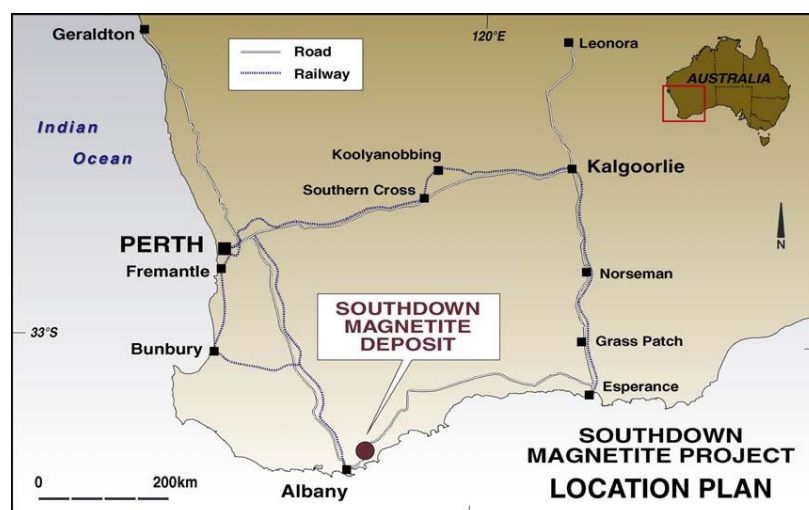 Geraldton
Road
Railway
120°E
Leonora
AUSTRALIA
Indian
Ocean
Koolyanobbing
Kalgoorlie
Southern Cross
PERTH
Fremantle
N
Norseman
SOUTHDOWN
MAGNETITE
DEPOSIT
33°S
Bunbury
Grass Patch
Esperance
SOUTHDOWN
MAGNETITE PROJECT
LOCATION PLAN
0
200km
Albany